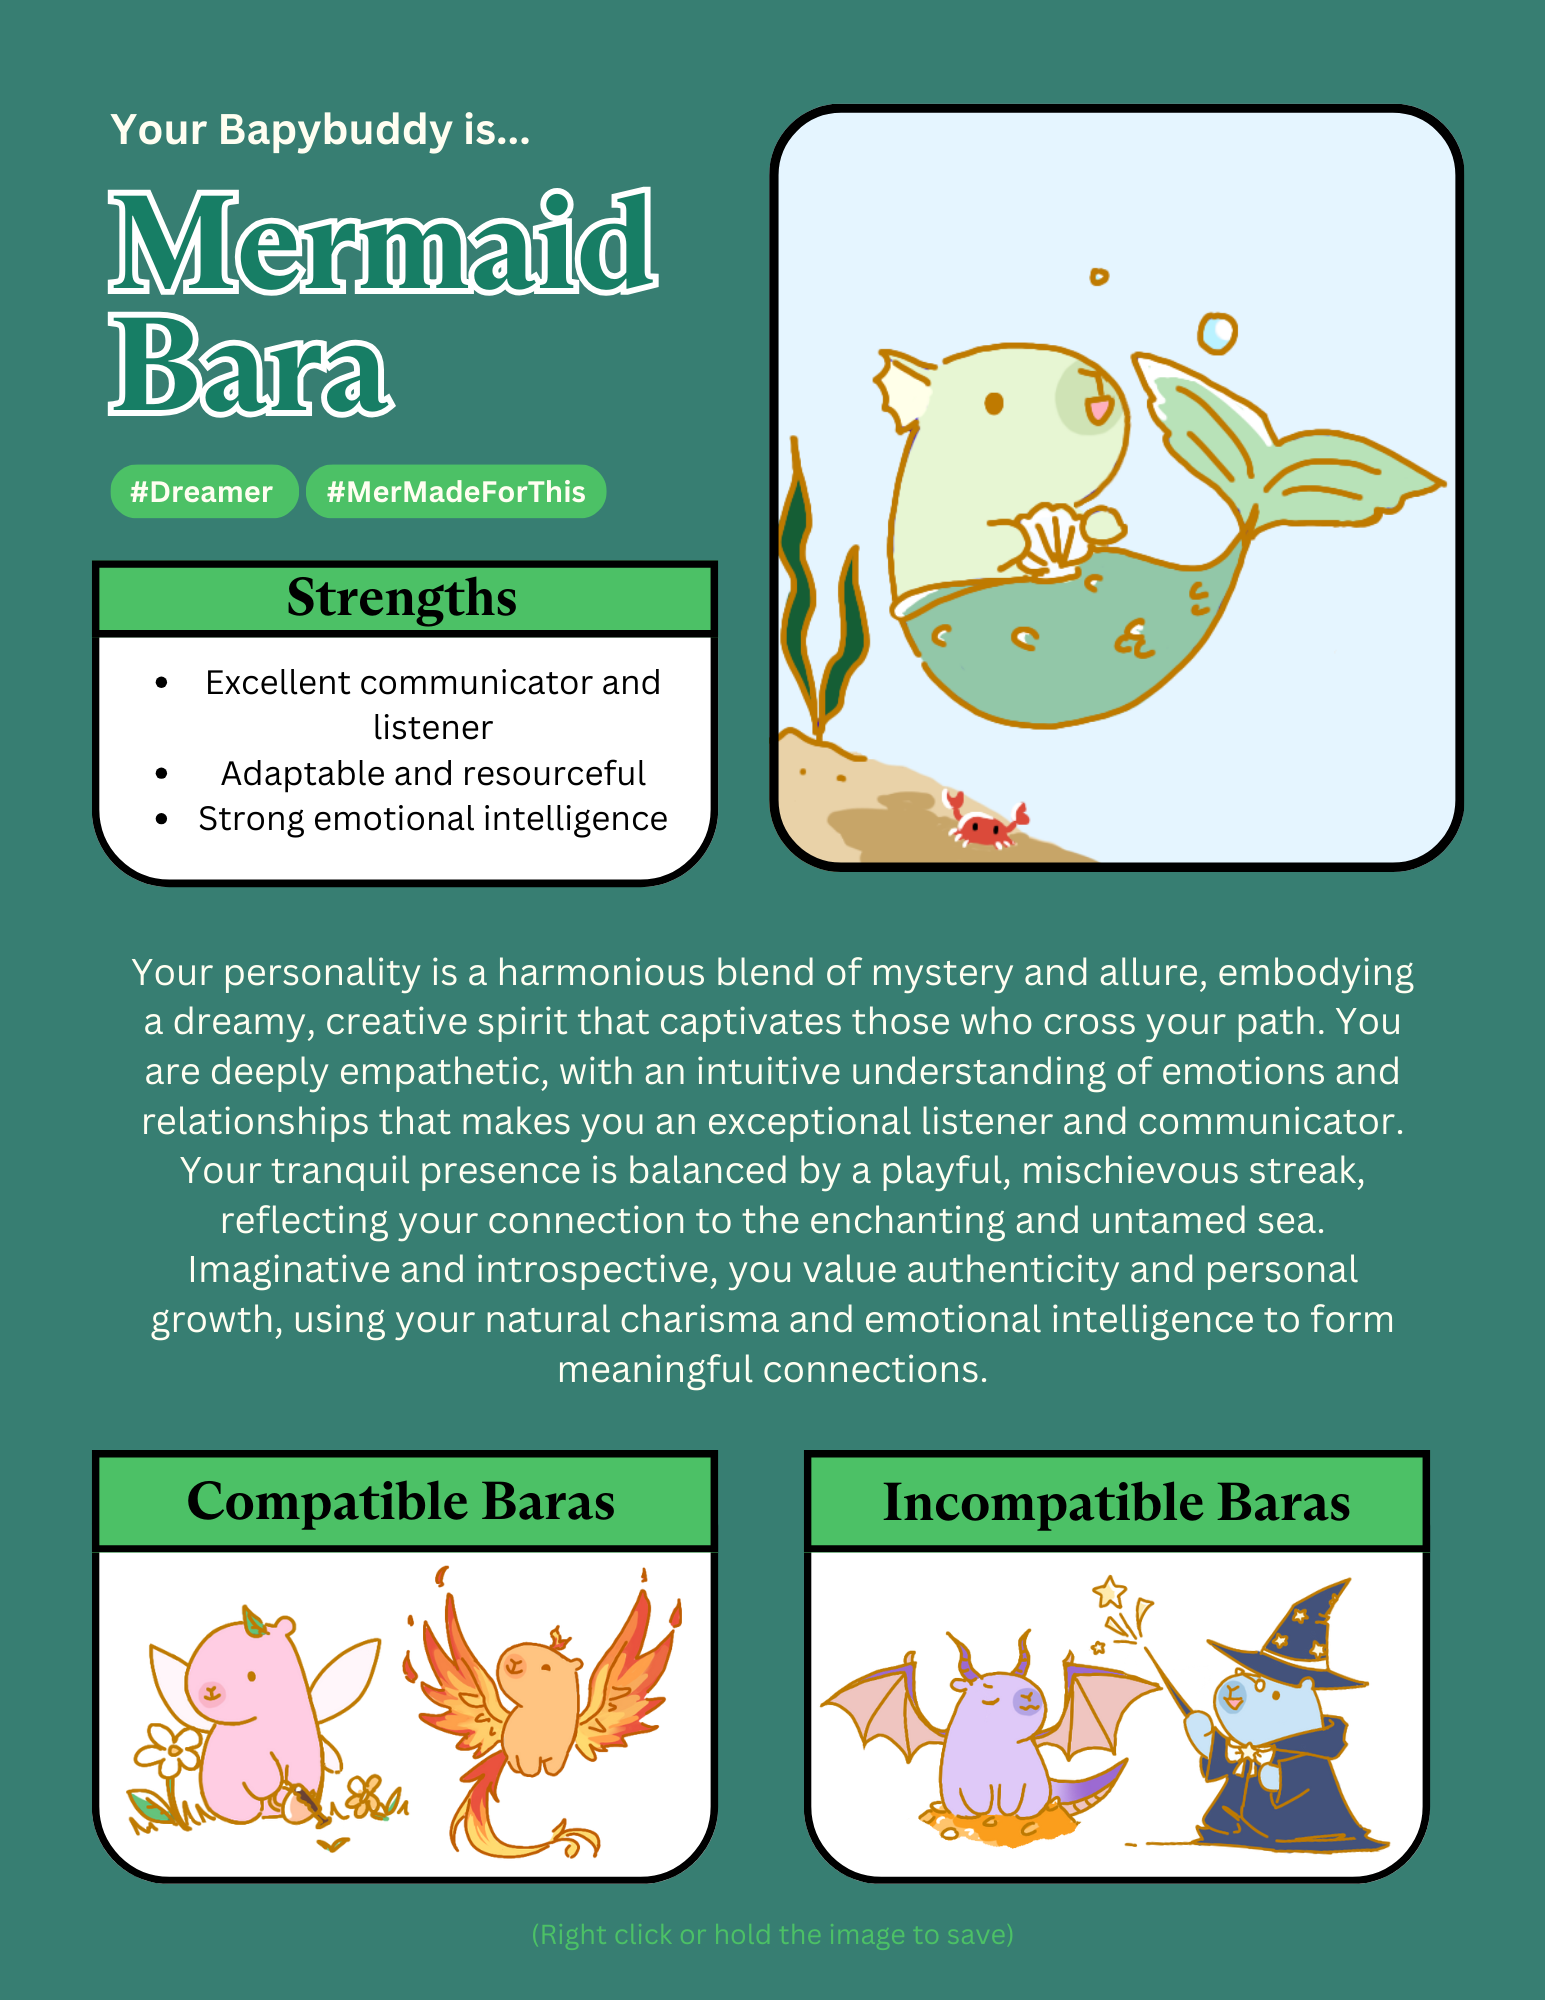 Your Bapybuddy is...
Mermaid
Bara
#Dreamer
#MerMadeForThis
Strengths
• Excellent communicator and
listener
• Adaptable and resourceful
• Strong emotional intelligence
Your personality is a harmonious blend of mystery and allure, embodying
a dreamy, creative spirit that captivates those who cross your path. You
are deeply empathetic, with an intuitive understanding of emotions and
relationships that makes you an exceptional listener and communicator.
Your tranquil presence is balanced by a playful, mischievous streak,
reflecting your connection to the enchanting and untamed sea.
Imaginative and introspective, you value authenticity and personal
growth, using your natural charisma and emotional intelligence to form
meaningful connections.
Compatible Baras
Incompatible Baras
(Right click or hold the image to save)